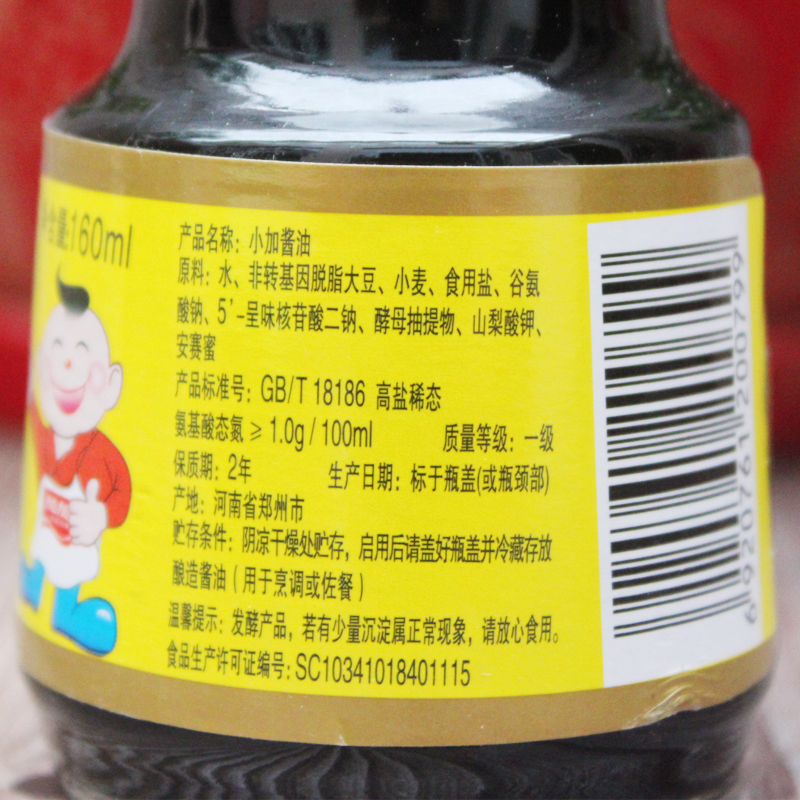 160ml
产品名称：小加酱油
原料：水、非转基因脱脂大豆、小麦、食用盐、谷氨
酸钠、5'-呈味核苷酸二钠、酵母抽提物、山梨酸钾、
安赛蜜
产品标准号：GB/T 18186 高盐稀态
氨基酸态氮≥1.0g/100ml 质量等级：一级
保质期：2年 生产日期：标于瓶盖(或瓶颈部)
产地：河南省郑州市
贮存条件：阴凉干燥处贮存，启用后请盖好瓶盖并冷藏存放
酿造酱油（用于烹调或佐餐）
温馨提示：发酵产品，若有少量沉淀属正常现象，请放心食用。
食品生产许可证编号：SC10341018401115
6920761200799